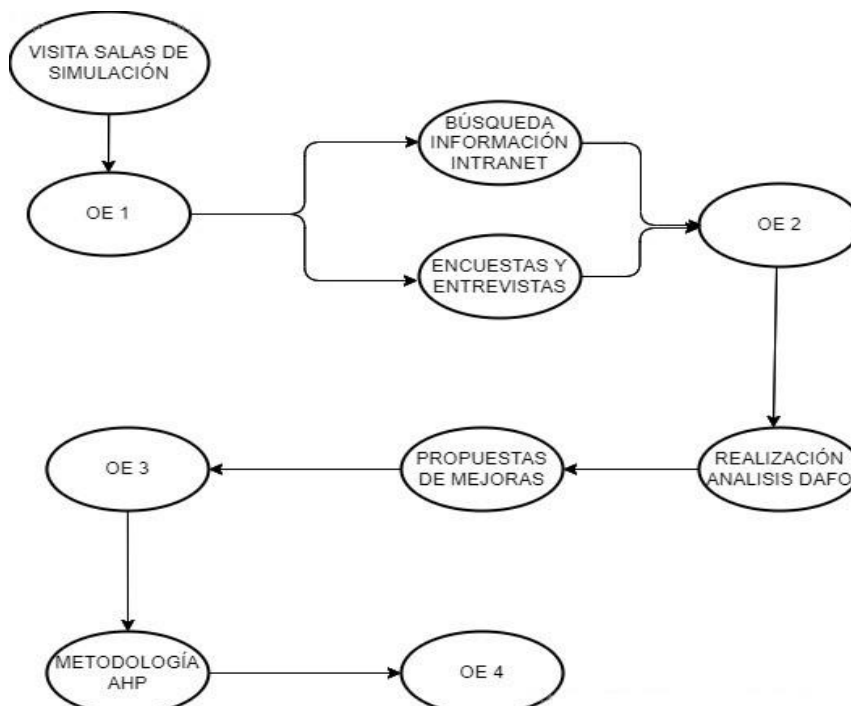 VISITA SALAS DE
SIMULACIÓN
OE 1
BÚSQUEDA
INFORMACIÓN
INTRANET
ENCUESTAS Y
ENTREVISTAS
OE 2
REALIZACIÓN
ANALISIS DAFO
PROPUESTAS
DE MEJORAS
OE 3
METODOLOGÍA
AHP
OE 4